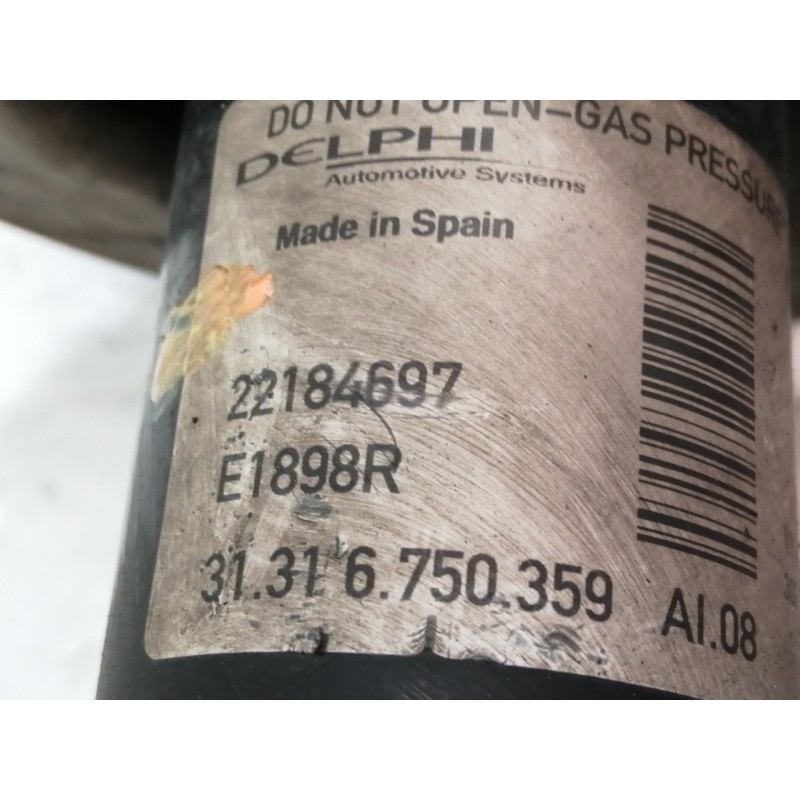 DO NOT OPEN-GAS PRESSURE
DELPHI
Automotive Systems
Made in Spain
22184697
E1898R
31.31 6.750.359 AI.08